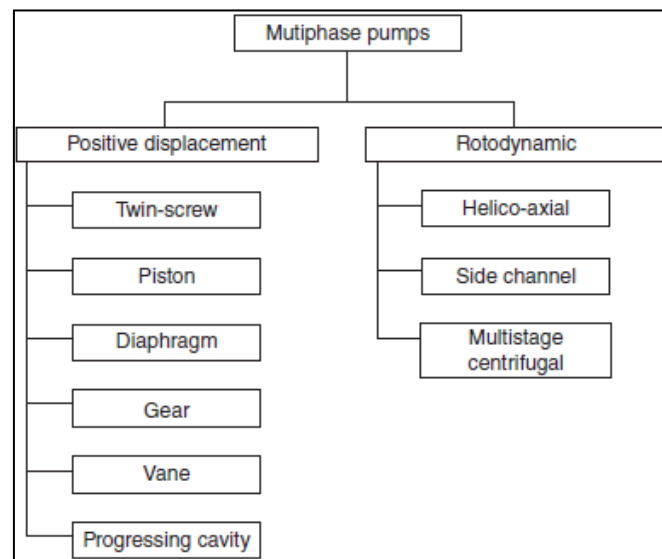 Mutiphase pumps
Positive displacement
Rotodynamic
Twin-screw
Helico-axial
Piston
Side channel
Diaphragm
Multistage
centrifugal
Gear
Vane
Progressing cavity